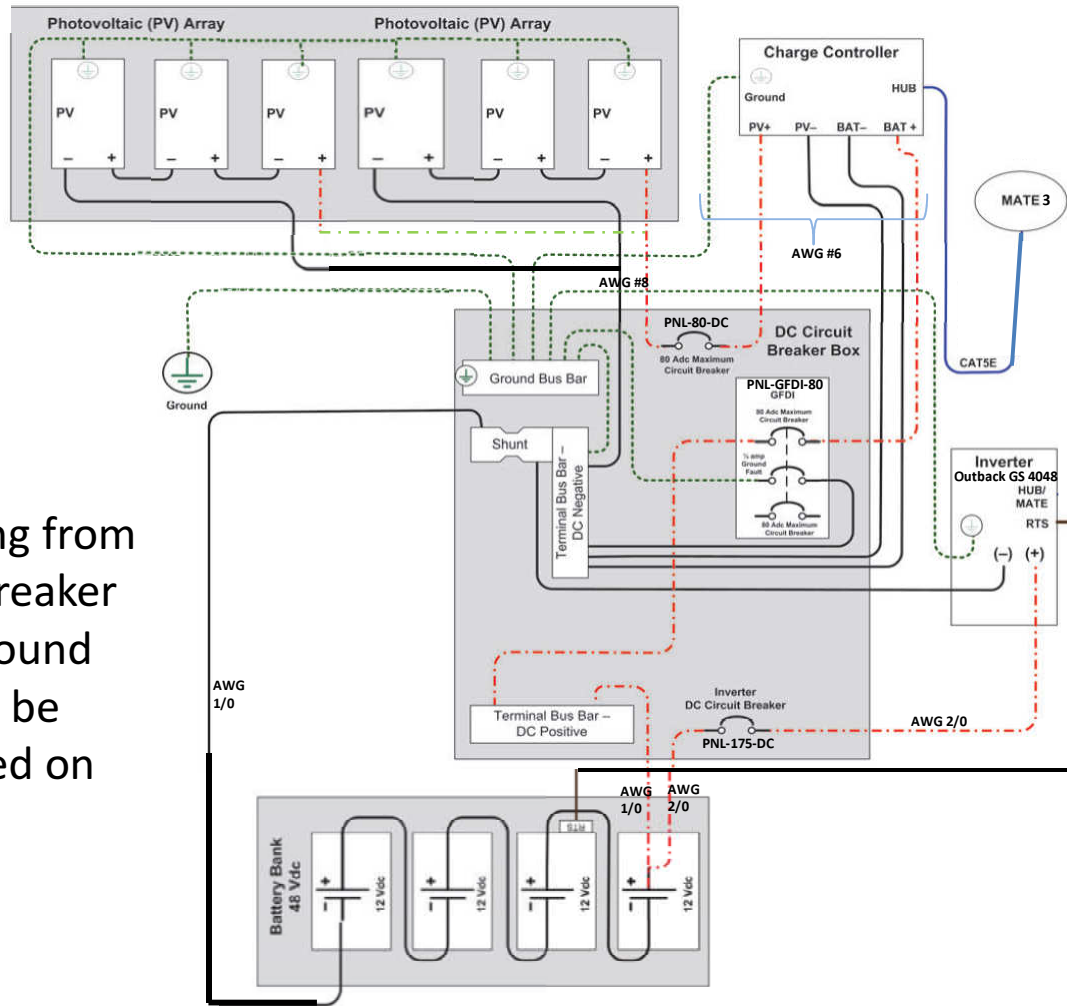 Photovoltaic (PV) Array
Photovoltaic (PV) Array
PV
PV
PV
PV
PV
PV
– +
– +
– +
– +
– +
– +
Charge Controller
Ground
HUB
PV+ PV– BAT– BAT +
MATE 3
AWG #6
AWG #8
CAT5E
Ground
PNL-80-DC
80 Adc Maximum
Circuit Breaker
DC Circuit
Breaker Box
Ground Bus Bar
PNL-GFDI-80
GFDI
80 Adc Maximum
Circuit Breaker
½ amp
Ground
Fault
80 Adc Maximum
Circuit Breaker
Shunt
Terminal Bus Bar –
DC Negative
Inverter
Outback GS 4048
HUB/
MATE
RTS
(–) (+)
ng from
reaker
ound
be
ed on
AWG
1/0
Terminal Bus Bar –
DC Positive
Inverter
DC Circuit Breaker
PNL-175-DC
AWG 2/0
AWG
1/0
AWG
2/0
Battery Bank
48 Vdc
RTS
+ –
12 Vdc
+ –
12 Vdc
+ –
12 Vdc
+ –
12 Vdc